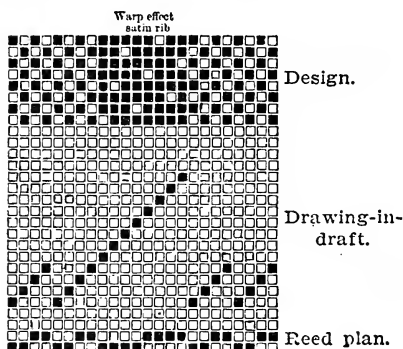 Warp effect
satin rib
Design.
Drawing-in-
draft.
Reed plan.